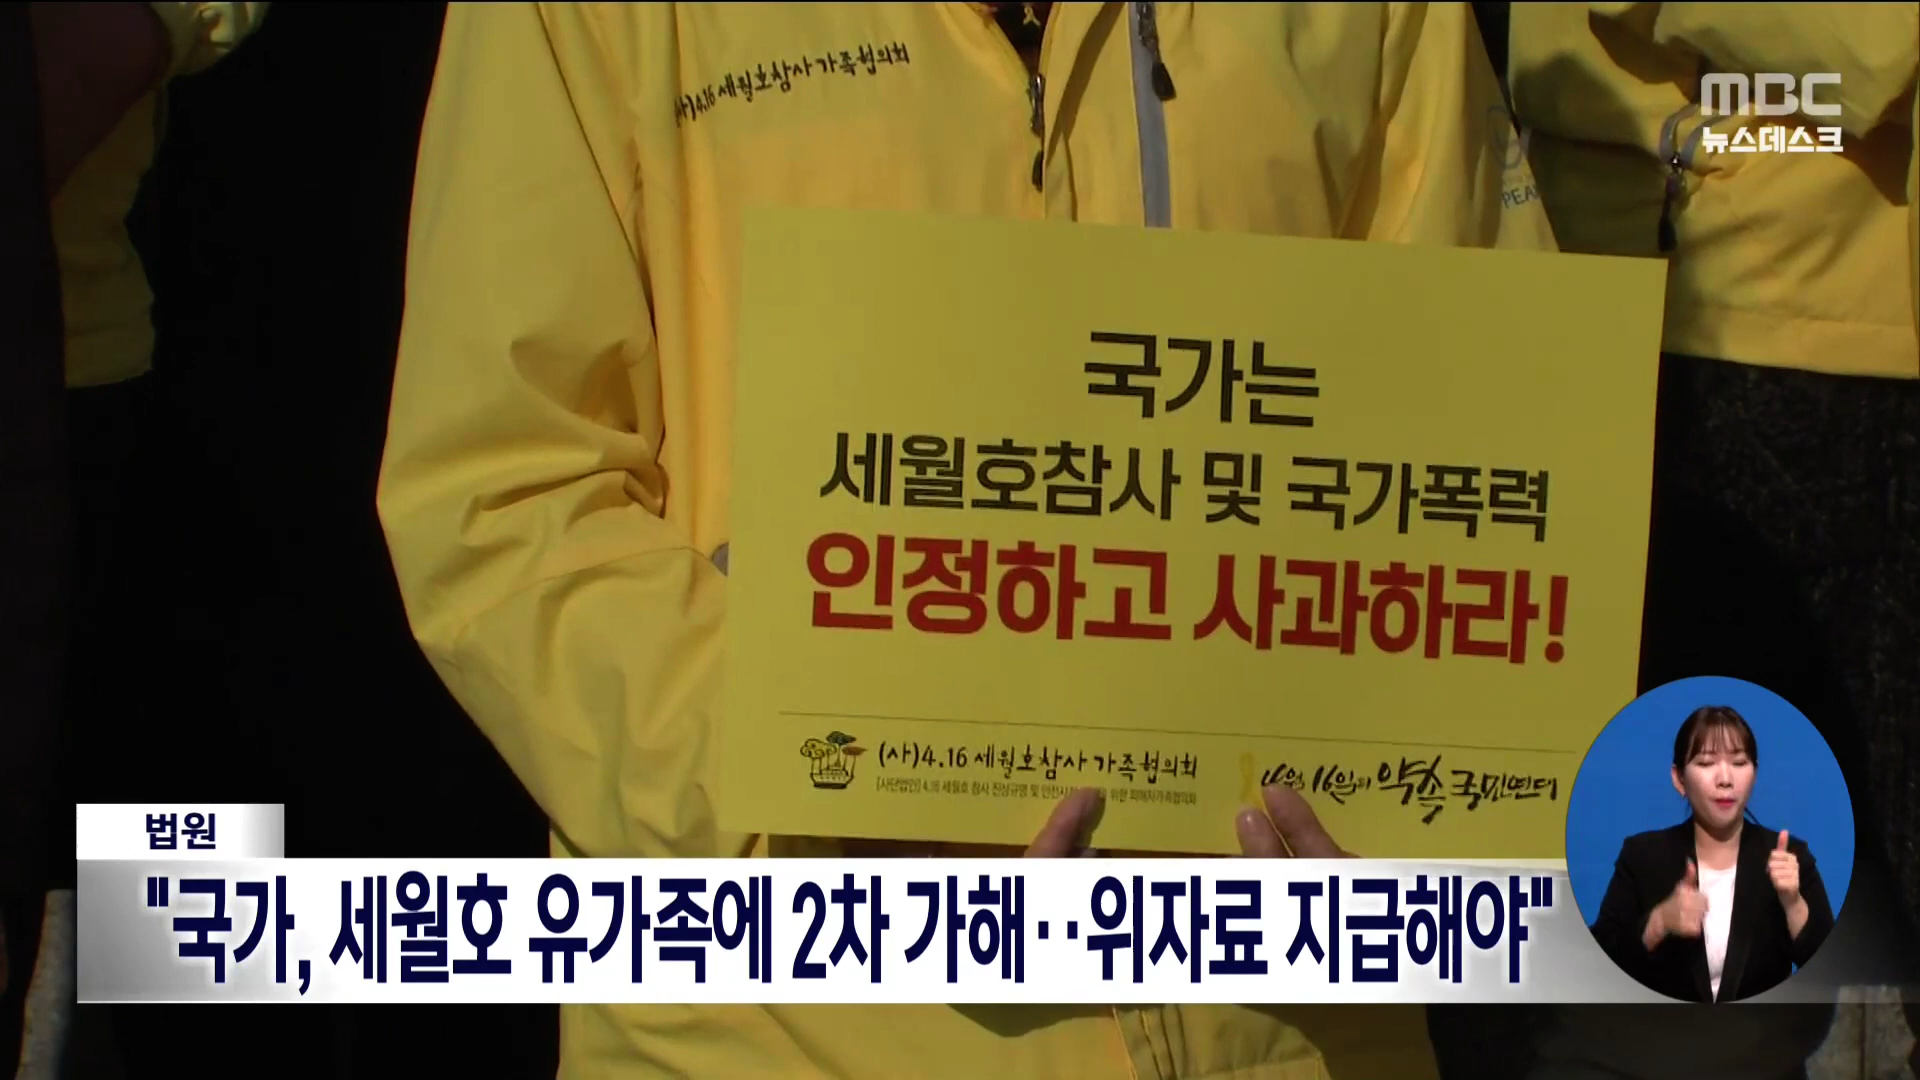 (사)4.16 세월호참사 가족협의회
MBC
뉴스데스크
국가는
세월호참사 및 국가폭력
인정하고 사과하라!
(사)4.16 세월호참사 가족협의회
4월 16일의 약속 국민연대
법원
"국가, 세월호 유가족에 2차 가해‥위자료 지급해야"